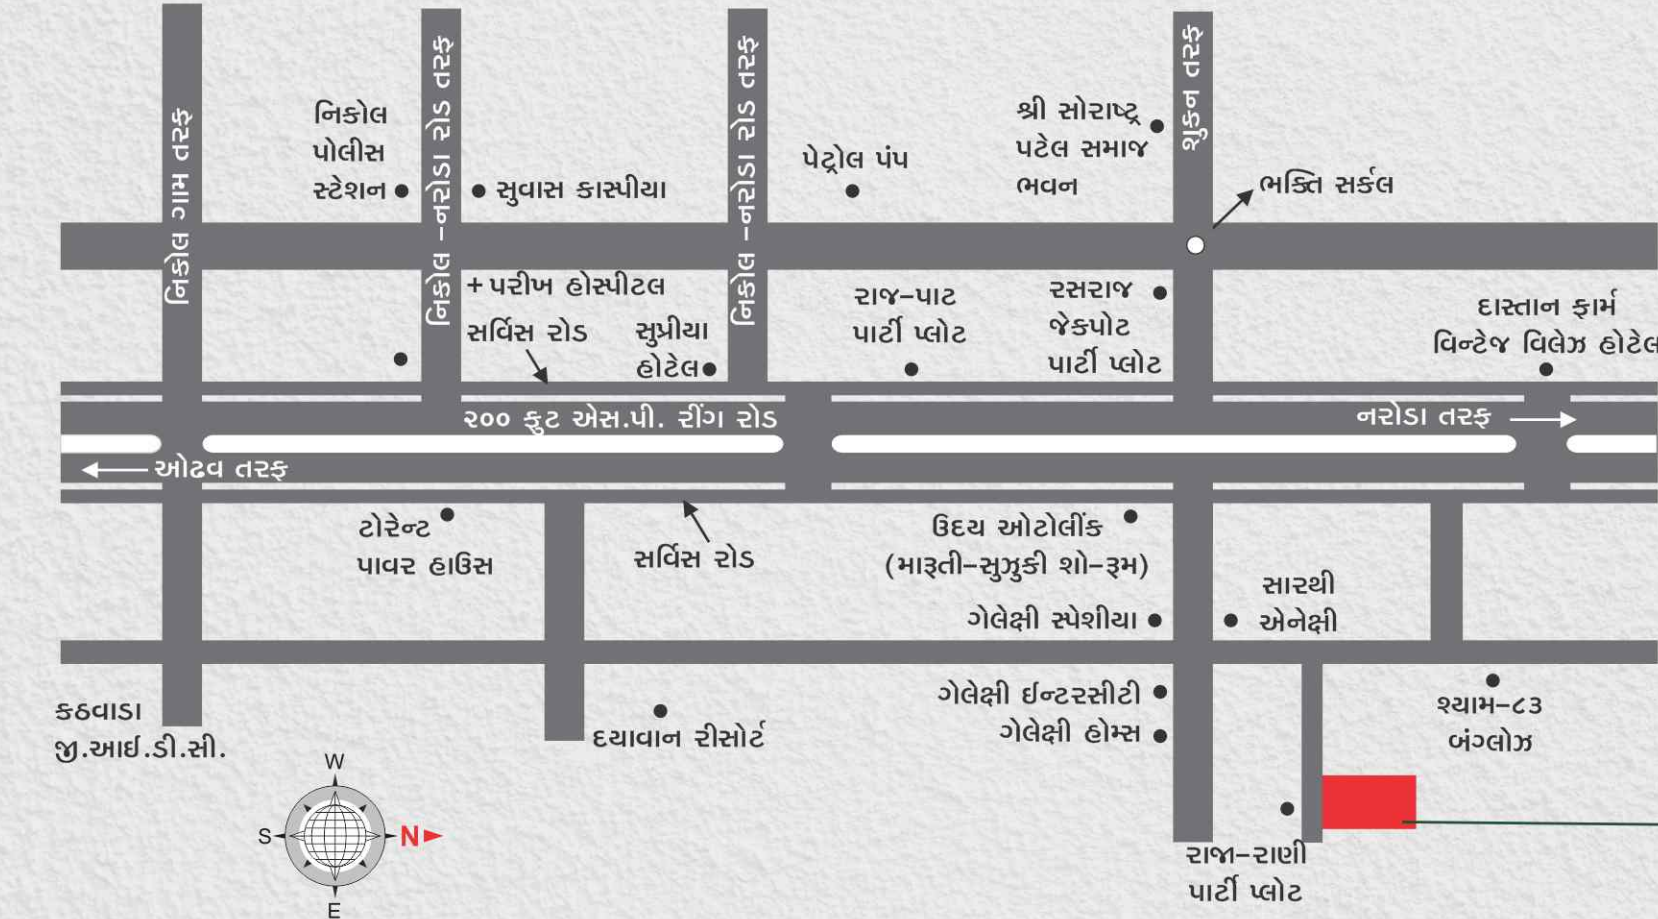 નિકોલ ગામ તરફ
નિકોલ -નરોડા રોડ તરફ
નિકોલ -નરોડા રોડ તરફ
શુકન તરફ
નિકોલ
પોલીસ
સ્ટેશન
સુવાસ કાસ્પીયા
પેટ્રોલ પંપ
શ્રી સોરાષ્ટ્ર
પટેલ સમાજ
ભવન
ભક્તિ સર્કલ
+ પરીખ હોસ્પીટલ
સર્વિસ રોડ
સુપ્રીયા
હોટેલ
રાજ-પાટ
પાર્ટી પ્લોટ
રસરાજ
જેકપોટ
પાર્ટી પ્લોટ
દાસ્તાન ફાર્મ
વિન્ટેજ વિલેઝ હોટેલ
૨૦૦ ફુટ એસ.પી. રીંગ રોડ
નરોડા તરફ
ઓઢવ તરફ
ટોરેન્ટ
પાવર હાઉસ
સર્વિસ રોડ
ઉદય ઓટોલીંક
(મારૂતી-સુઝુકી શો-રૂમ)
ગેલેક્ષી સ્પેશીયા
સારથી
એનેક્ષી
કઠવાડા
જી.આઈ.ડી.સી.
દયાવાન રીસોર્ટ
ગેલેક્ષી ઈન્ટરસીટી
ગેલેક્ષી હોમ્સ
શ્યામ-૮૩
બંગ્લોઝ
રાજા-રાણી
પાર્ટી પ્લોટ
W
S
N
E